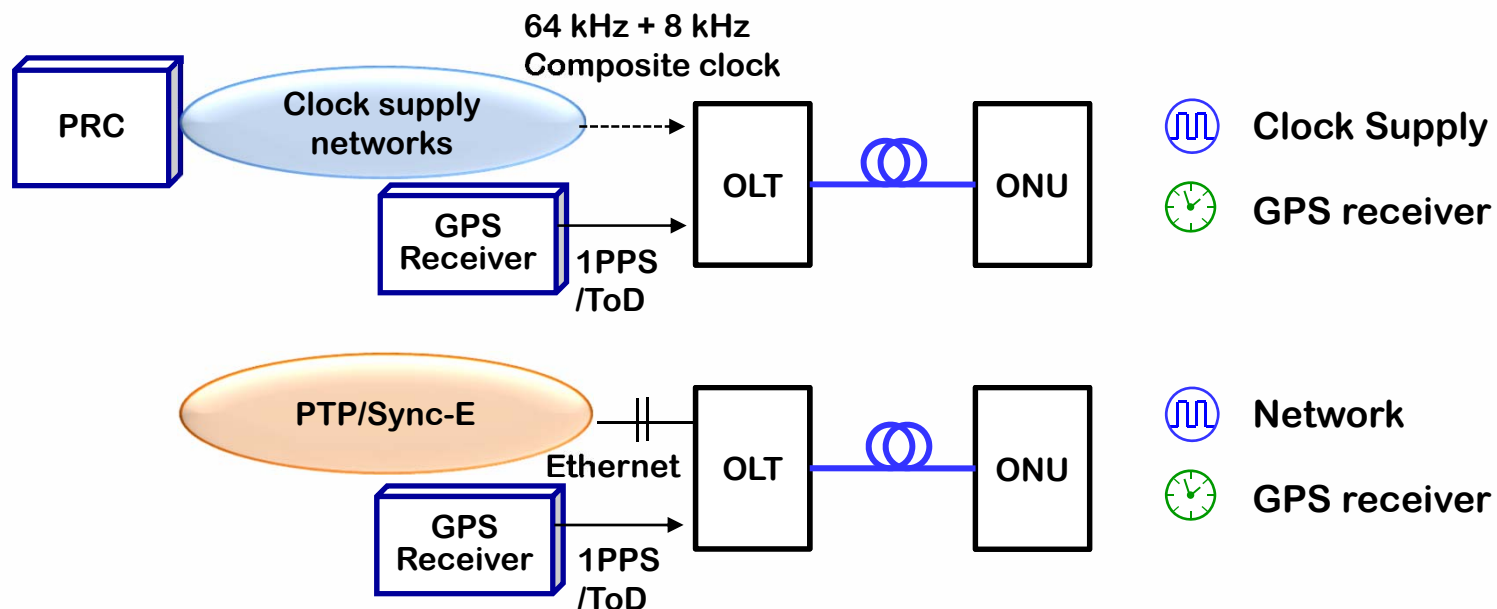 64 kHz + 8 kHz
Composite clock
PRC
Clock supply
networks
OLT
ONU
GPS
Receiver
1PPS
/ToD
Clock Supply
GPS receiver
PTP/Sync-E
Ethernet
OLT
ONU
GPS
Receiver
1PPS
/ToD
Network
GPS receiver